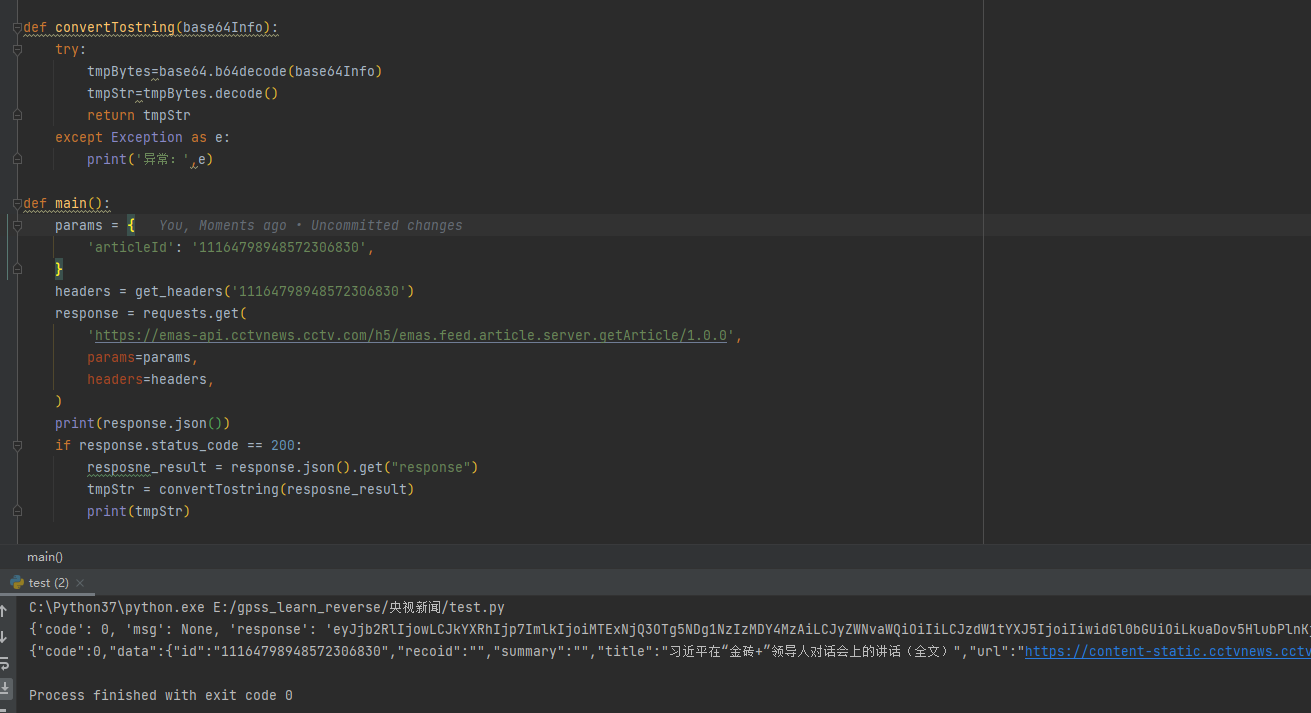 def convertTostring(base64Info):
try:
tmpBytes=base64.b64decode(base64Info)
tmpStr=tmpBytes.decode()
return tmpStr
except Exception as e:
print('异常：',e)
def main():
params = { You, Moments ago • Uncommitted changes
'articleId': '11164798948572306830',
}
headers = get_headers('11164798948572306830')
response = requests.get(
'https://emas-api.cctvnews.cctv.com/h5/emas.feed.article.server.getArticle/1.0.0',
params=params,
headers=headers,
)
print(response.json())
if response.status_code == 200:
resposne_result = response.json().get("response")
tmpStr = convertTostring(resposne_result)
print(tmpStr)
main()
test (2)
C:\Python37\python.exe E:/gpss_learn_reverse/央视新闻/test.py
{'code': 0, 'msg': None, 'response': 'eyJjb2RlIjowLCJkYXRhIjp7ImlkIjoiMTExNjQ3OTg5NDg1NzIzMDY4MzAiLCJyZWNvaWQiOiIiLCJzdW1tYXJ5IjoiIiwidGl0bGUiOiLkuaDov5HlubPlnK
{"code":0,"data":{"id":"11164798948572306830","recoid":"","summary":"","title":"习近平在“金砖+”领导人对话会上的讲话（全文）","url":"https://content-static.cctvnews.cctv
Process finished with exit code 0